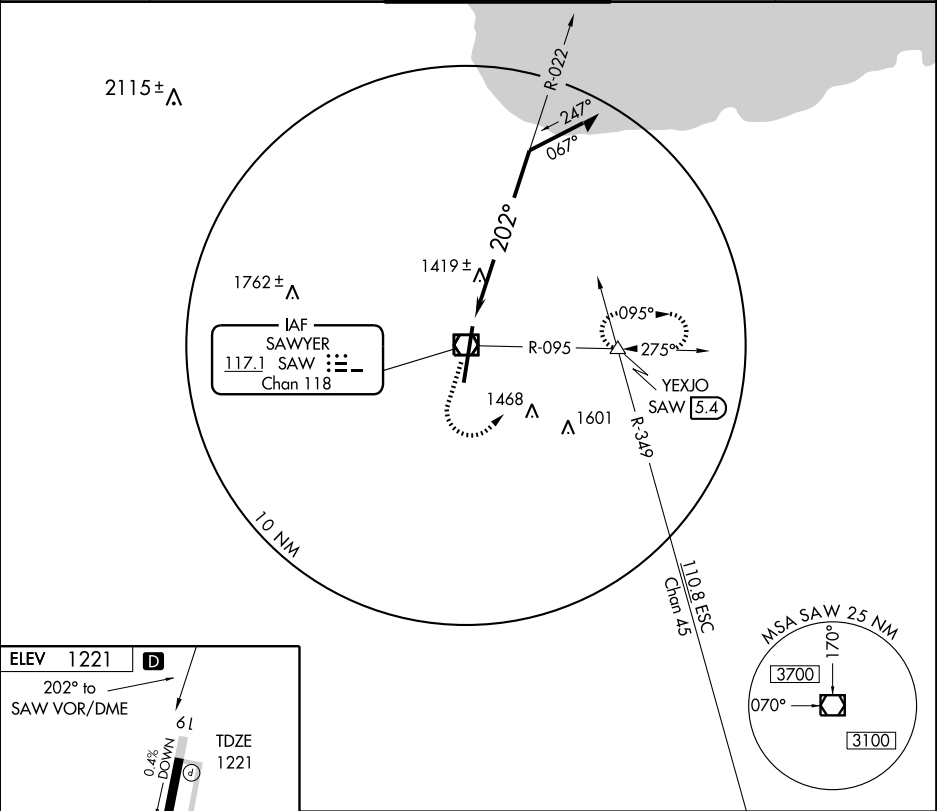 2115±
R-022
247°
067°
202°
1419±
1762±
095°
IAF
SAWYER
117.1 SAW
Chan 118
R-095
275°
YEXJO
SAW 5.4
1468
1601
R-349
10 NM
110.8 ESC
Chan 45
MSA SAW 25 NM
170°
3700
070°
3100
ELEV 1221 D
202° to
SAW VOR/DME
19
TDZE
1221
0.4%
DOWN
P